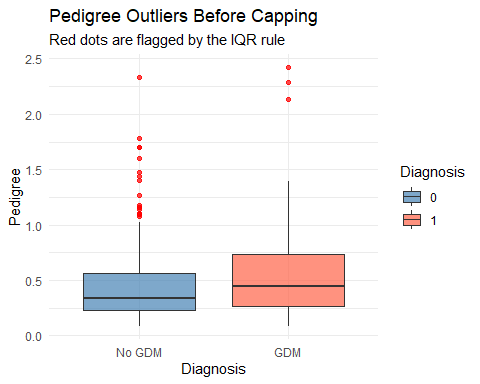 Pedigree Outliers Before Capping
Red dots are flagged by the IQR rule
2.5
2.0
1.5
1.0
0.5
0.0
Pedigree
No GDM
GDM
Diagnosis
Diagnosis
0
1